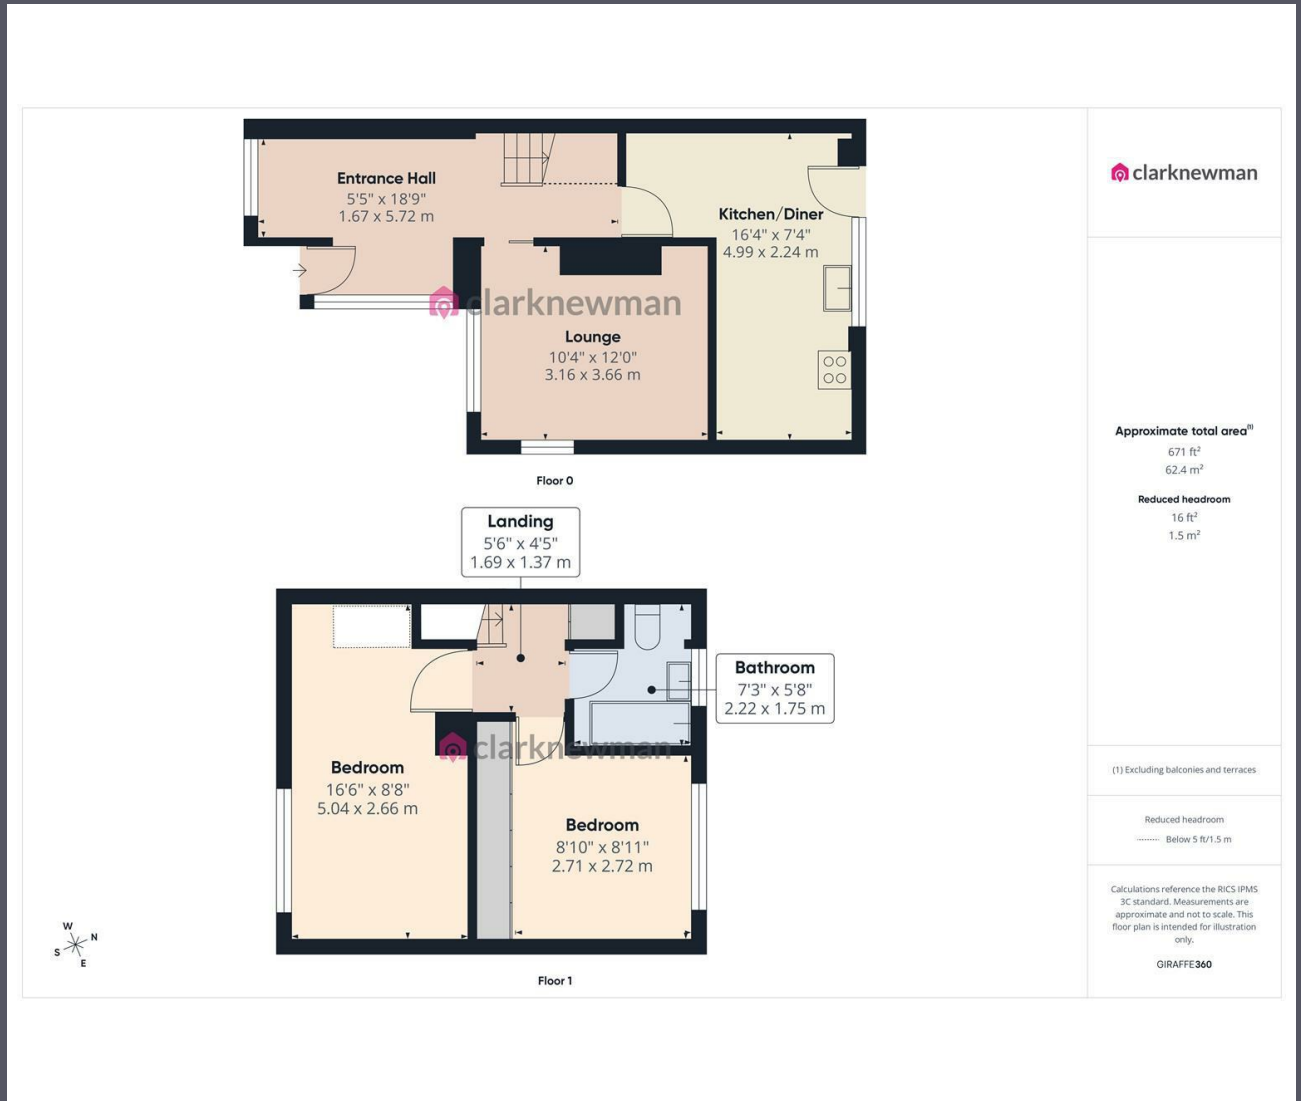 Entrance Hall
5'5" x 18'9"
1.67 x 5.72 m
Kitchen/Diner
16'4" x 7'4"
4.99 x 2.24 m
clarknewman
Lounge
10'4" x 12'0"
3.16 x 3.66 m
Floor 0
Landing
5'6" x 4'5"
1.69 x 1.37 m
Bathroom
7'3" x 5'8"
2.22 x 1.75 m
clarknewman
Bedroom
16'6" x 8'8"
5.04 x 2.66 m
Bedroom
8'10" x 8'11"
2.71 x 2.72 m
W
N
S
E
Floor 1
clarknewman
Approximate total area(1)
671 ft²
62.4 m²
Reduced headroom
16 ft²
1.5 m²
(1) Excluding balconies and terraces
Reduced headroom
Below 5 ft/1.5 m
Calculations reference the RICS IPMS
3C standard. Measurements are
approximate and not to scale. This
floor plan is intended for illustration
only.
GIRAFFE360